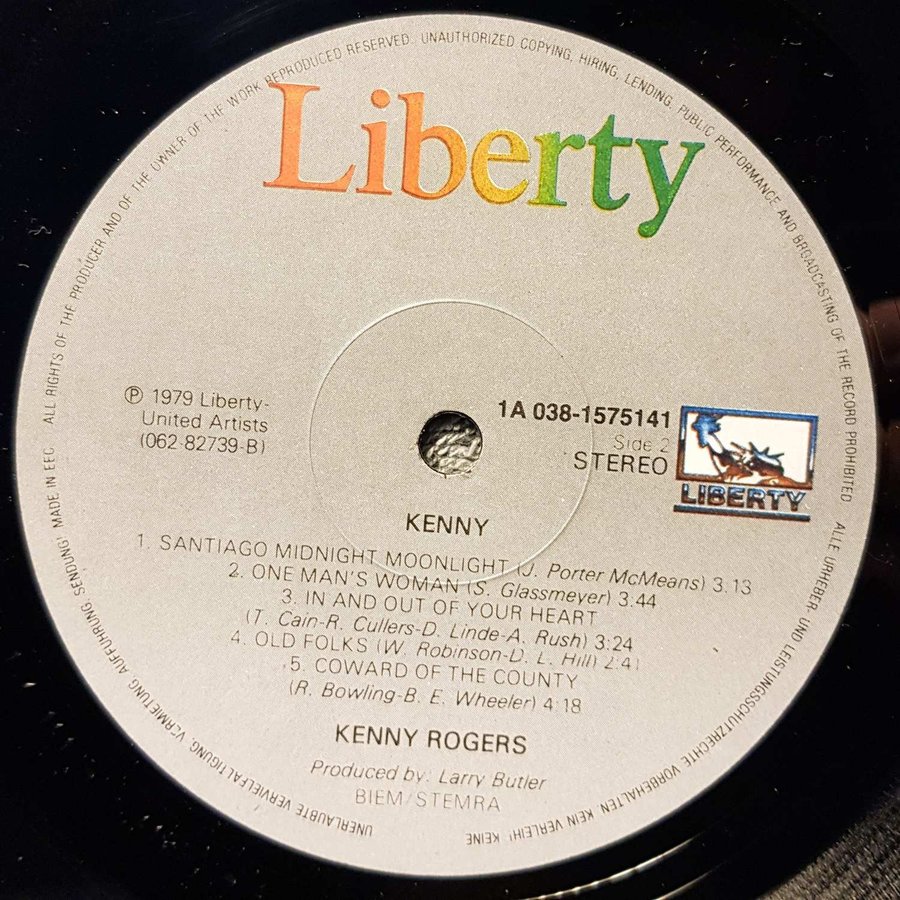 ALL RIGHTS OF THE PRODUCER AND OF THE OWNER OF THE WORK REPRODUCED RESERVED. UNAUTHORIZED COPYING, HIRING, LENDING, PUBLIC PERFORMANCE AND BROADCASTING OF THE RECORD PROHIBITED
Liberty
℗ 1979 Liberty-
United Artists
(062-82739-B)
1A 038-1575141
Side 2
STEREO
LIBERTY
KENNY
1. SANTIAGO MIDNIGHT MOONLIGHT (J. Porter McMeans) 3:13
2. ONE MAN'S WOMAN (S. Glassmeyer) 3:44
3. IN AND OUT OF YOUR HEART
(T. Cain-R. Cullers-D. Linde-A. Rush) 3:24
4. OLD FOLKS (W. Robinson-D. L. Hill) 2:41
5. COWARD OF THE COUNTY
(R. Bowling-B. E. Wheeler) 4:18
KENNY ROGERS
Produced by: Larry Butler
BIEM/STEMRA
ALLE URHEBER- UND LEISTUNGSSCHUTZRECHTE VORBEHALTEN KEIN VERLEIH! KEINE
UNERLAUBTE VERVIELFÄLTIGUNG, VERMIETUNG, AUFFÜHRUNG, SENDUNG! MADE IN EEC